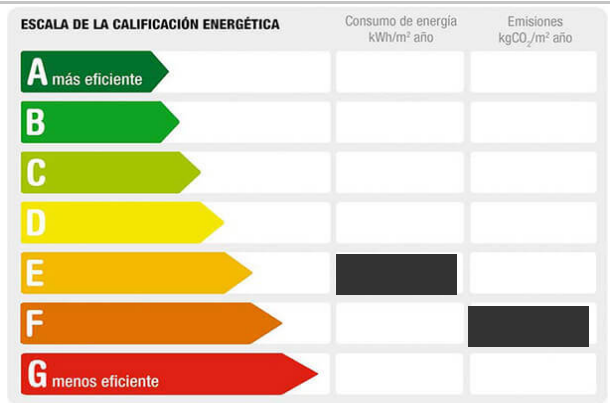 ESCALA DE LA CALIFICACIÓN ENERGÉTICA
Consumo de energía
kWh/m² año
Emisiones
kgCO₂/m² año
A más eficiente
B
C
D
E
F
G menos eficiente